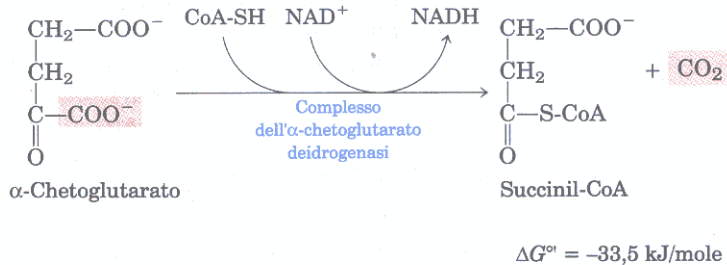 CH₂—COO⁻ CoA-SH NAD⁺ NADH CH₂—COO⁻
CH₂ CH₂ + CO₂
C—COO⁻ Complesso C—S-CoA
dell'α-chetoglutarato
O deidrogenasi O
α-Chetoglutarato Succinil-CoA
ΔG°' = –33,5 kJ/mole